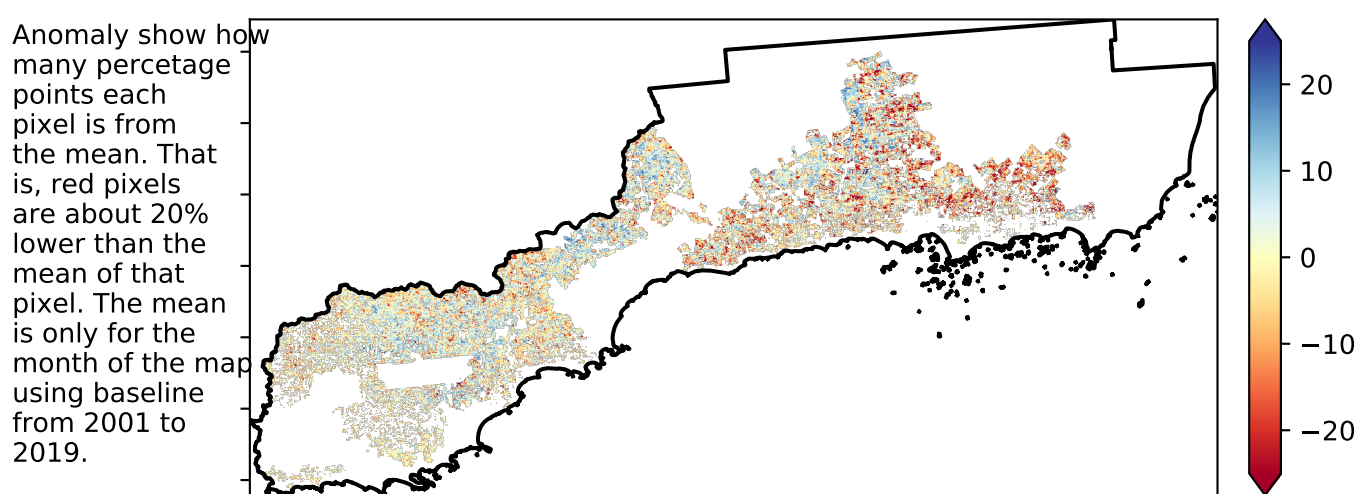 Anomaly show how
many percetage
points each
pixel is from
the mean. That
is, red pixels
are about 20%
lower than the
mean of that
pixel. The mean
is only for the
month of the map
using baseline
from 2001 to
2019.
20
10
0
−10
−20